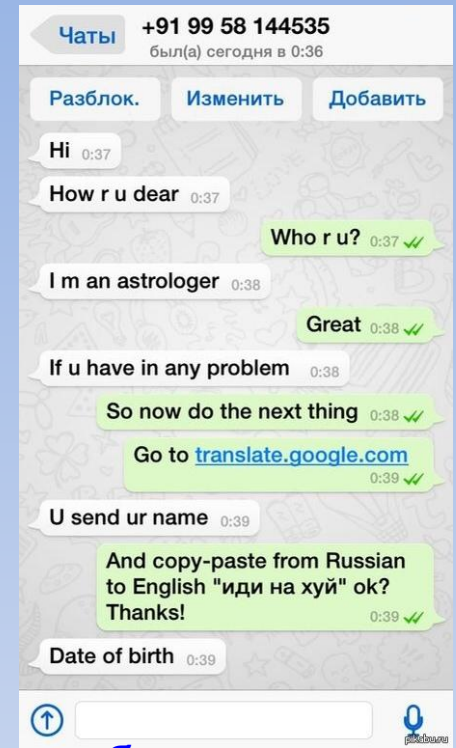 Чаты
+91 99 58 144535
был(а) сегодня в 0:36
Разблок. Изменить Добавить
Hi 0:37
How r u dear 0:37
Who r u? 0:37
I m an astrologer 0:38
Great 0:38
If u have in any problem 0:38
So now do the next thing 0:38
Go to translate.google.com
0:39
U send ur name 0:39
And copy-paste from Russian
to English "иди на хуй" ok?
Thanks! 0:39
Date of birth 0:39
pikabu.ru